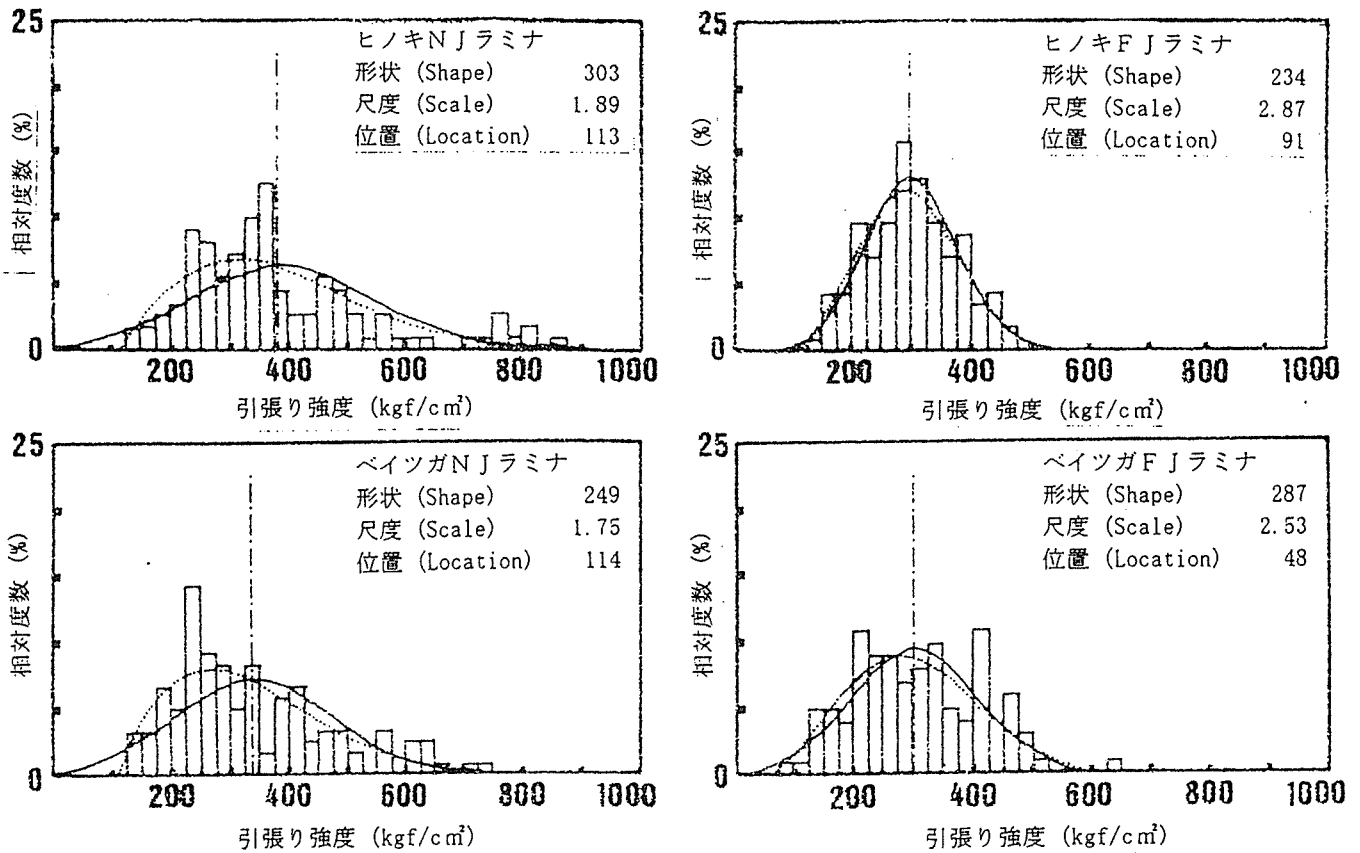 25
ヒノキNJラミナ
形状 (Shape) 303
尺度 (Scale) 1.89
位置 (Location) 113
相対度数 (%)
0
200 400 600 800 1000
引張り強度 (kgf/c㎡)
25
ヒノキFJラミナ
形状 (Shape) 234
尺度 (Scale) 2.87
位置 (Location) 91
相対度数 (%)
0
200 400 600 800 1000
引張り強度 (kgf/c㎡)
25
ベイツガNJラミナ
形状 (Shape) 249
尺度 (Scale) 1.75
位置 (Location) 114
相対度数 (%)
0
200 400 600 800 1000
引張り強度 (kgf/c㎡)
25
ベイツガFJラミナ
形状 (Shape) 287
尺度 (Scale) 2.53
位置 (Location) 48
相対度数 (%)
0
200 400 600 800 1000
引張り強度 (kgf/c㎡)